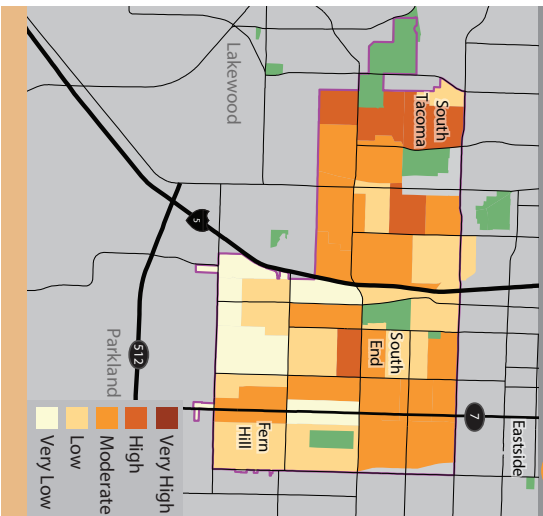 Lakewood
South
Tacoma
5
512
Parkland
South
End
7
Eastside
Fern
Hill
Very High
High
Moderate
Low
Very Low